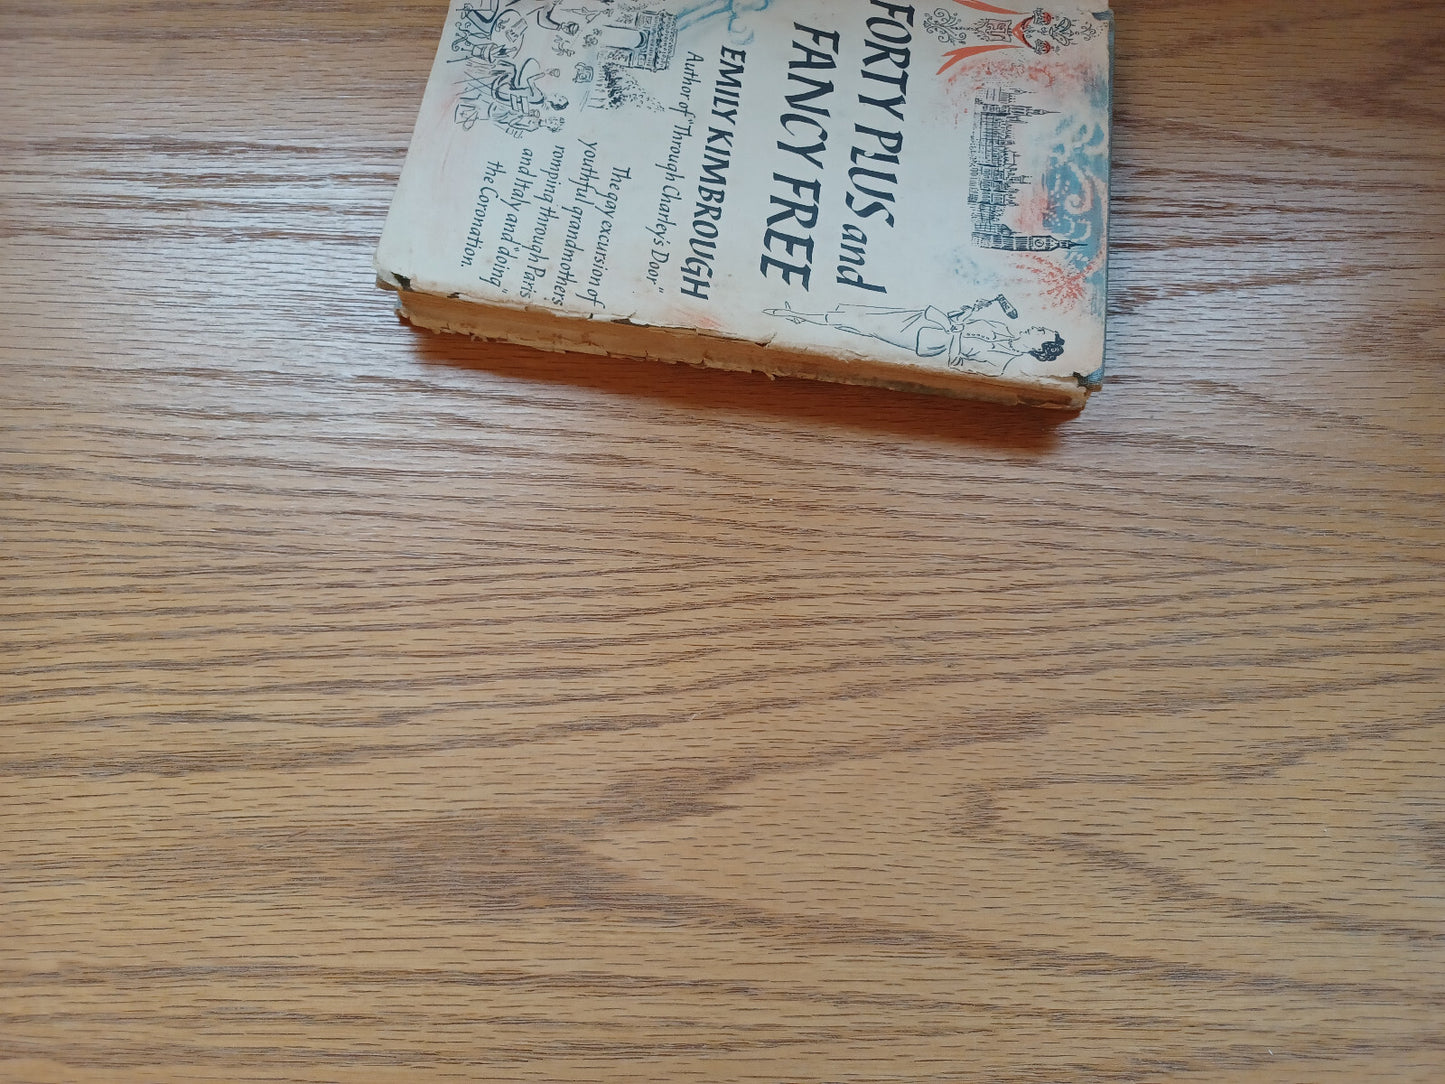 FORTY PLUS and
FANCY FREE
EMILY KIMBROUGH
Author of "Through Charley's Door"
The gay excursion of
youthful grandmothers
romping through Paris
and Italy and "doing"
the Coronation.